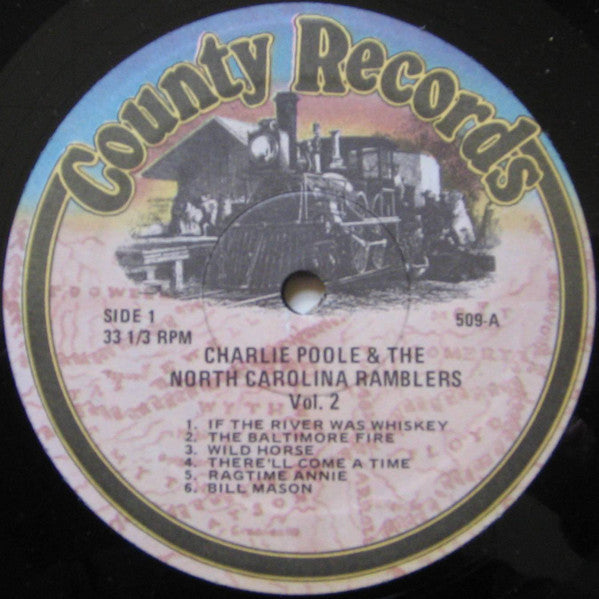 County Records
SIDE 1
33 1/3 RPM
509-A
CHARLIE POOLE & THE
NORTH CAROLINA RAMBLERS
Vol. 2
1. IF THE RIVER WAS WHISKEY
2. THE BALTIMORE FIRE
3. WILD HORSE
4. THERE'LL COME A TIME
5. RAGTIME ANNIE
6. BILL MASON